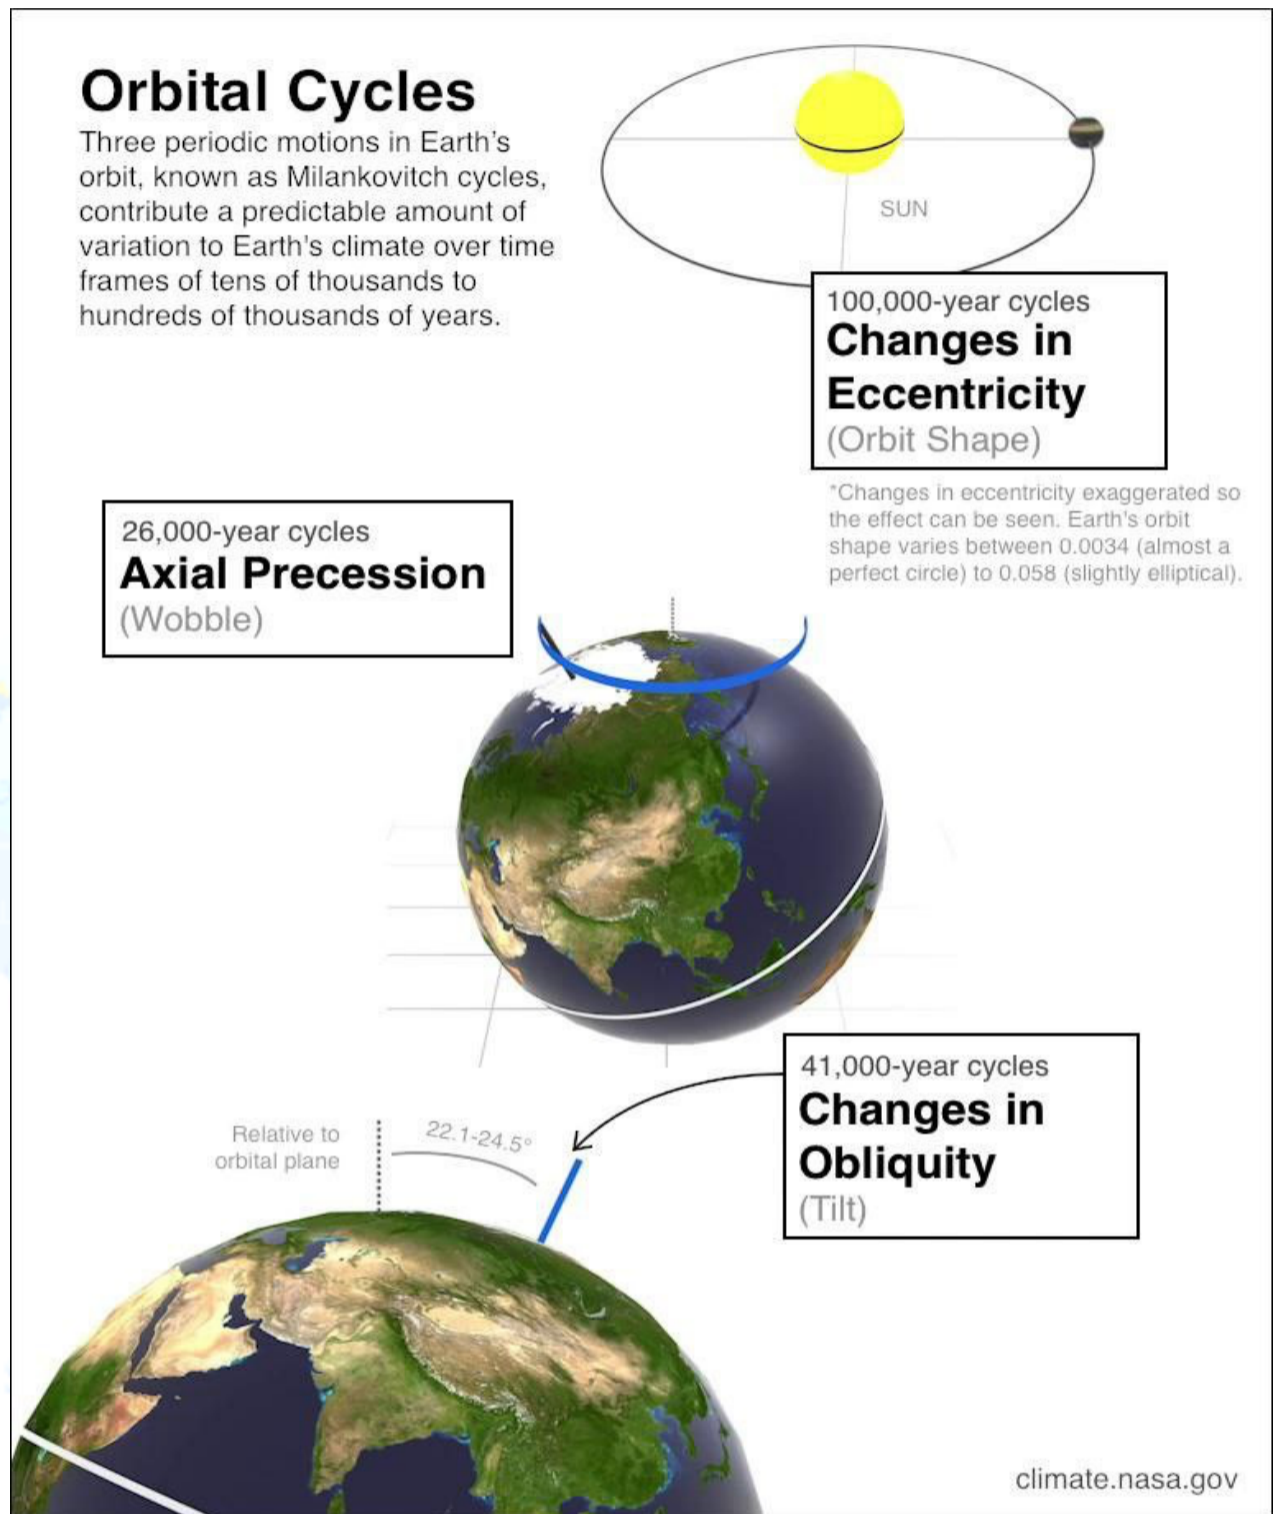 Orbital Cycles
Three periodic motions in Earth's
orbit, known as Milankovitch cycles,
contribute a predictable amount of
variation to Earth's climate over time
frames of tens of thousands to
hundreds of thousands of years.
SUN
100,000-year cycles
Changes in
Eccentricity
(Orbit Shape)
*Changes in eccentricity exaggerated so
the effect can be seen. Earth's orbit
shape varies between 0.0034 (almost a
perfect circle) to 0.058 (slightly elliptical).
26,000-year cycles
Axial Precession
(Wobble)
41,000-year cycles
Changes in
Obliquity
(Tilt)
Relative to
orbital plane
22.1-24.5°
climate.nasa.gov